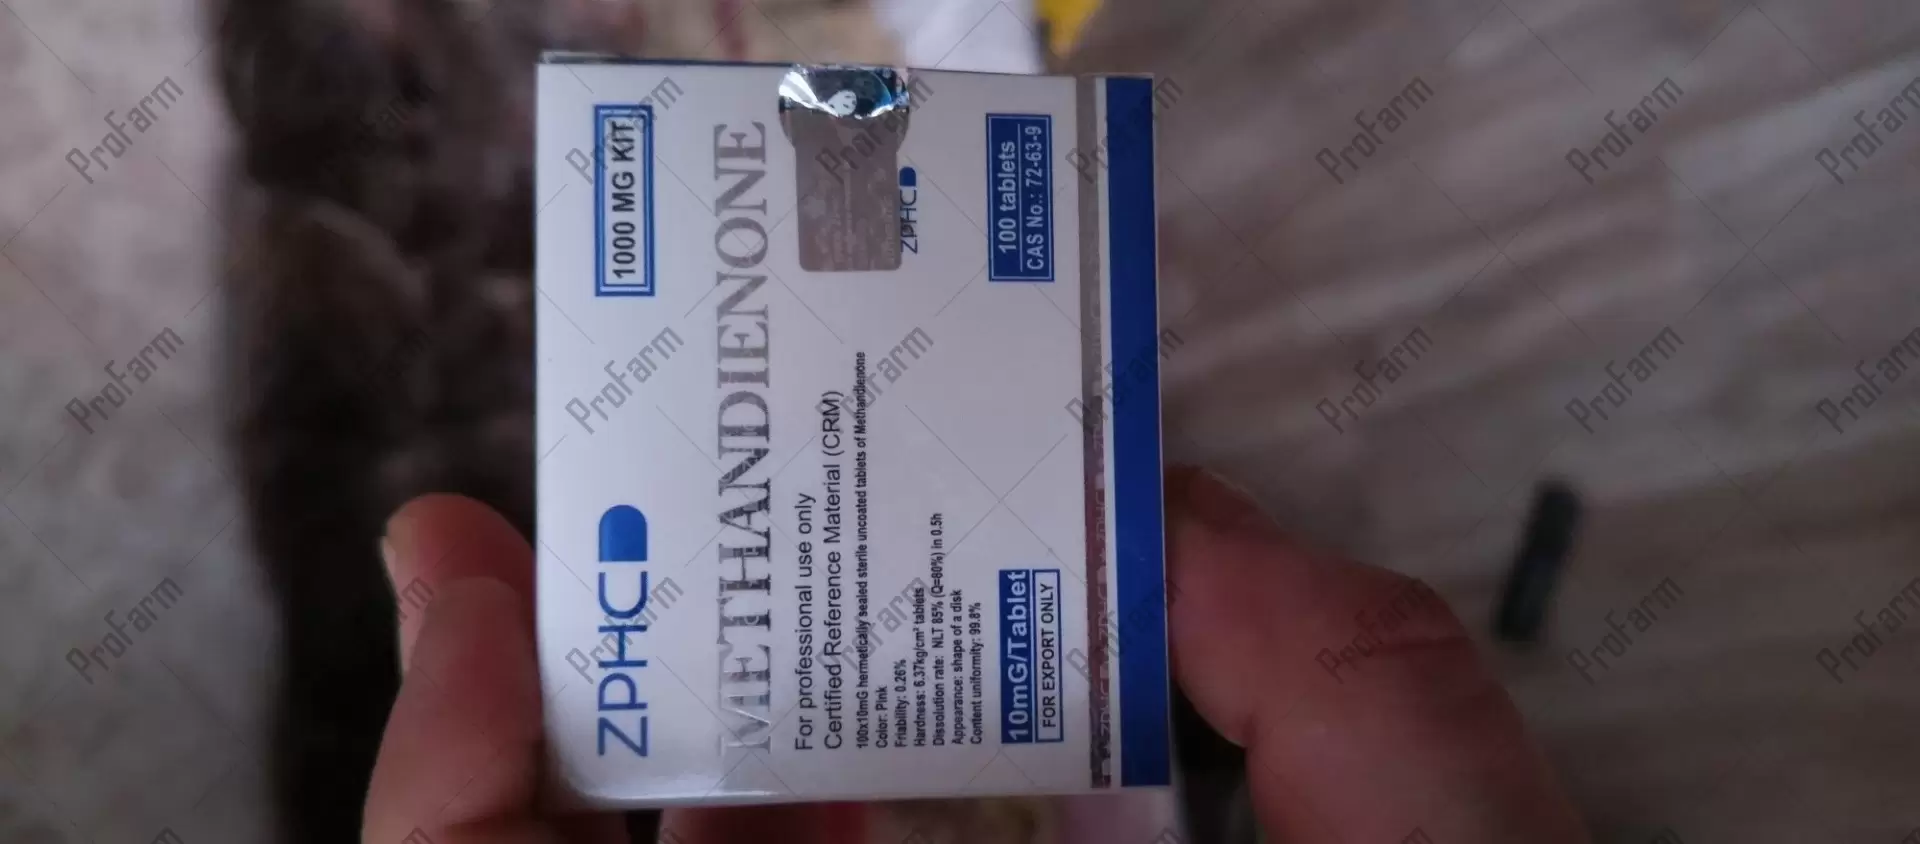 ZPHC
1000 MG KIT
METHANDIENONE
For professional use only
Certified Reference Material (CRM)
100x10mG hermetically sealed sterile uncoated tablets of Methandienone
Color: Pink
Friability: 0.26%
Hardness: 6.37kg/cm² tablets
Dissolution rate: NLT 85% (Q=80%) in 0.5h
Appearance: shape of a disk
Content uniformity: 99.8%
ZPHC
10mG/Tablet
FOR EXPORT ONLY
100 tablets
CAS No.: 72-63-9
ProFarm